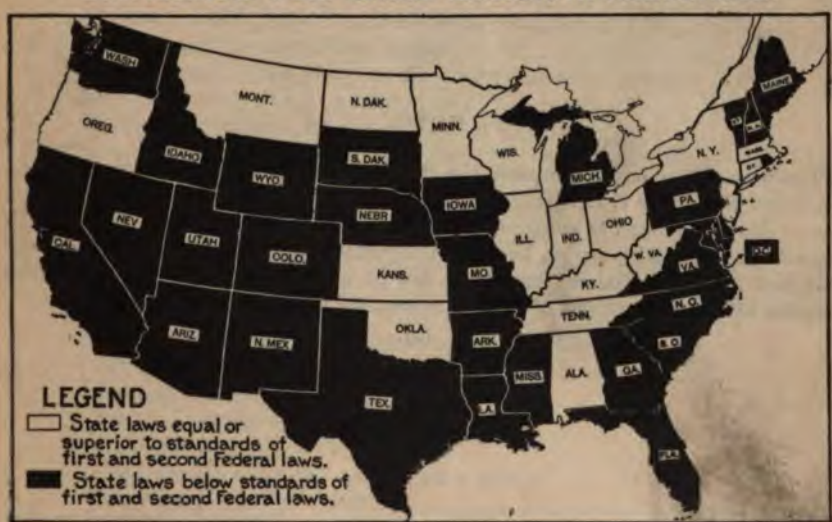 WASH
MAINE
MONT.
N. DAK.
MINN.
OREG.
IDAHO
S. DAK.
WIS.
MICH.
N. Y.
VT.
N.H.
MASS.
WYO.
IOWA
PA.
NEBR
NEV
UTAH
COLO.
ILL.
IND.
OHIO
W. VA.
VA.
D.C.
CAL.
KANS.
MO.
KY.
ARIZ
N. MEX.
OKLA.
ARK.
TENN.
N. C.
S. C.
TEX.
LA.
MISS.
ALA.
GA.
FLA.
LEGEND
State laws equal or
superior to standards of
first and second Federal laws.
State laws below standards of
first and second Federal laws.